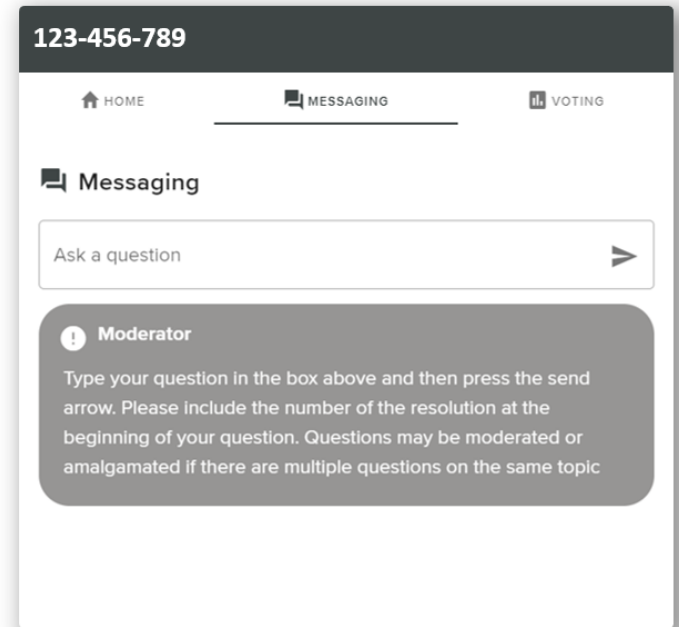 123-456-789
HOME
MESSAGING
VOTING
Messaging
Ask a question
Moderator
Type your question in the box above and then press the send
arrow. Please include the number of the resolution at the
beginning of your question. Questions may be moderated or
amalgamated if there are multiple questions on the same topic